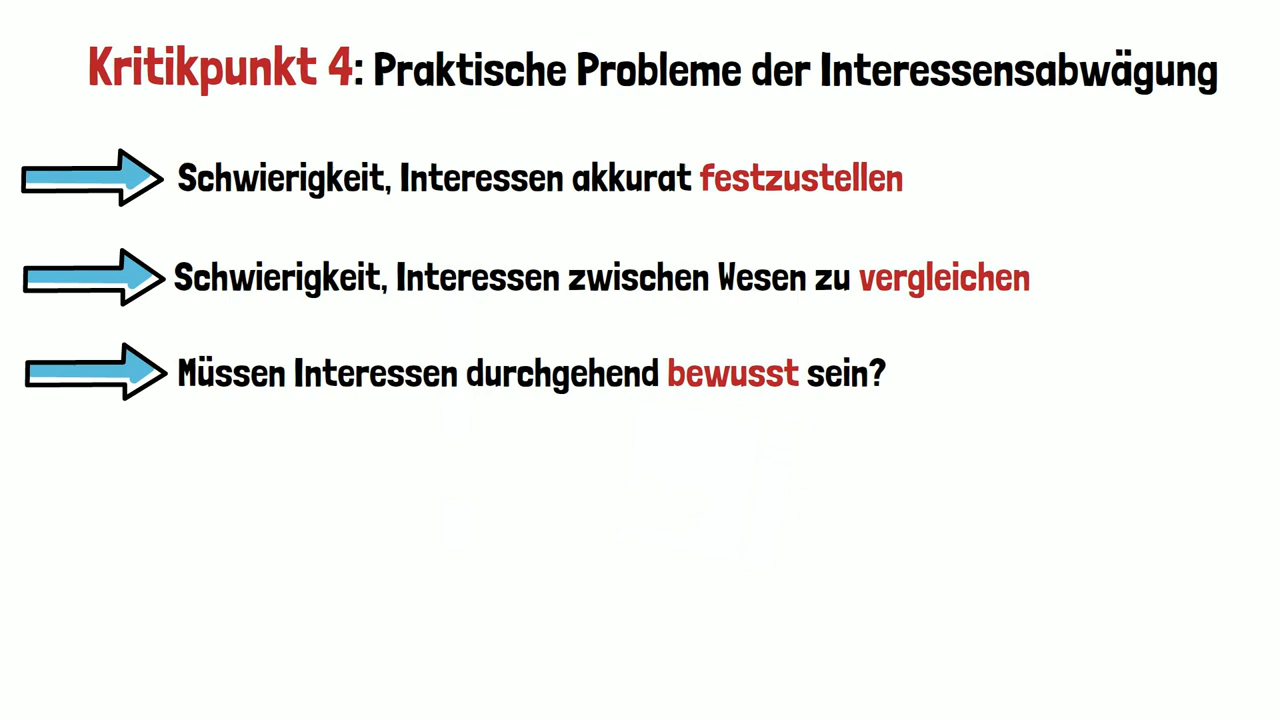 Kritikpunkt 4: Praktische Probleme der Interessensabwägung
Schwierigkeit, Interessen akkurat festzustellen
Schwierigkeit, Interessen zwischen Wesen zu vergleichen
Müssen Interessen durchgehend bewusst sein?